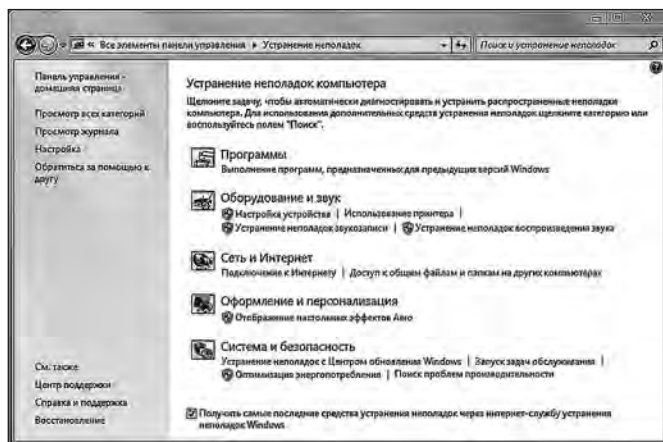 « Все элементы панели управления ▸ Устранение неполадок
Поиск и устранение неполадок
Панель управления -
домашняя страница
Просмотр всех категорий
Просмотр журнала
Настройка
Обратиться за помощью к
другу
См. также
Центр поддержки
Справка и поддержка
Восстановление
Устранение неполадок компьютера
Щелкните задачу, чтобы автоматически диагностировать и устранить распространенные неполадки
компьютера. Для использования дополнительных средств устранения неполадок щелкните категорию или
воспользуйтесь полем "Поиск".
Программы
Выполнение программ, предназначенных для предыдущих версий Windows
Оборудование и звук
Настройка устройства | Использование принтера |
Устранение неполадок звукозаписи | Устранение неполадок воспроизведения звука
Сеть и Интернет
Подключение к Интернету | Доступ к общим файлам и папкам на других компьютерах
Оформление и персонализация
Отображение настольных эффектов Aero
Система и безопасность
Устранение неполадок с Центром обновления Windows | Запуск задач обслуживания |
Оптимизация энергопотребления | Поиск проблем производительности
Получить самые последние средства устранения неполадок через интернет-службу устранения
неполадок Windows